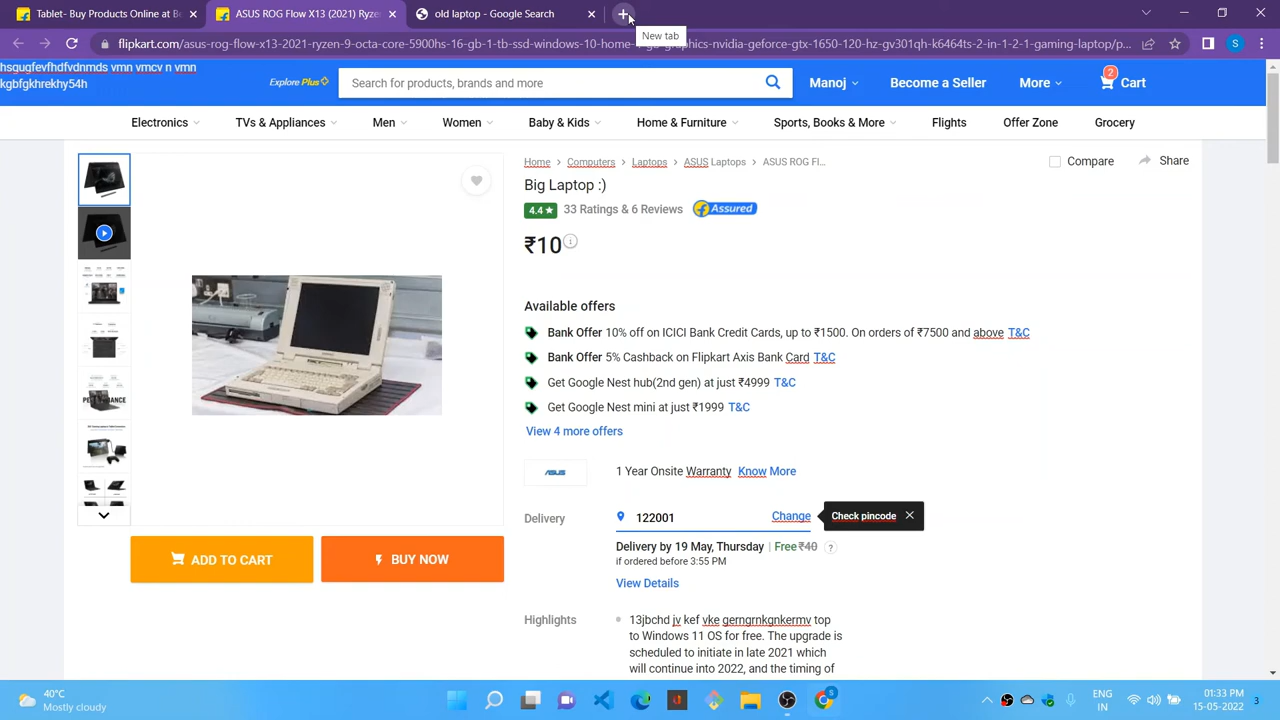 Tablet- Buy Products Online at Be
ASUS ROG Flow X13 (2021) Ryze
old laptop - Google Search
New tab
flipkart.com/asus-rog-flow-x13-2021-ryzen-9-octa-core-5900hs-16-gb-1-tb-ssd-windows-10-home-4-gb-graphics-nvidia-geforce-gtx-1650-120-hz-gv301qh-k6464ts-2-in-1-2-1-gaming-laptop/p...
S
hsgugfevfhdfvdnmds vmn vmcv n vmn
kgbfgkhrekhy54h
Explore Plus
Search for products, brands and more
Manoj
Become a Seller
More
2
Cart
Electronics
TVs & Appliances
Men
Women
Baby & Kids
Home & Furniture
Sports, Books & More
Flights
Offer Zone
Grocery
Home > Computers > Laptops > ASUS Laptops > ASUS ROG Fl...
Compare
Share
Big Laptop :)
4.4★ 33 Ratings & 6 Reviews Assured
₹10
Available offers
Bank Offer 10% off on ICICI Bank Credit Cards, up to ₹1500. On orders of ₹7500 and above T&C
Bank Offer 5% Cashback on Flipkart Axis Bank Card T&C
Get Google Nest hub(2nd gen) at just ₹4999 T&C
Get Google Nest mini at just ₹1999 T&C
View 4 more offers
ASUS
1 Year Onsite Warranty Know More
Delivery
122001
Change
Check pincode
Delivery by 19 May, Thursday | Free ₹40 ?
if ordered before 3:55 PM
View Details
ADD TO CART
BUY NOW
Highlights
13jbchd jv kef vke gerngrnkgnkermv top
to Windows 11 OS for free. The upgrade is
scheduled to initiate in late 2021 which
will continue into 2022, and the timing of
40°C
Mostly cloudy
ENG
IN
01:33 PM
15-05-2022
3